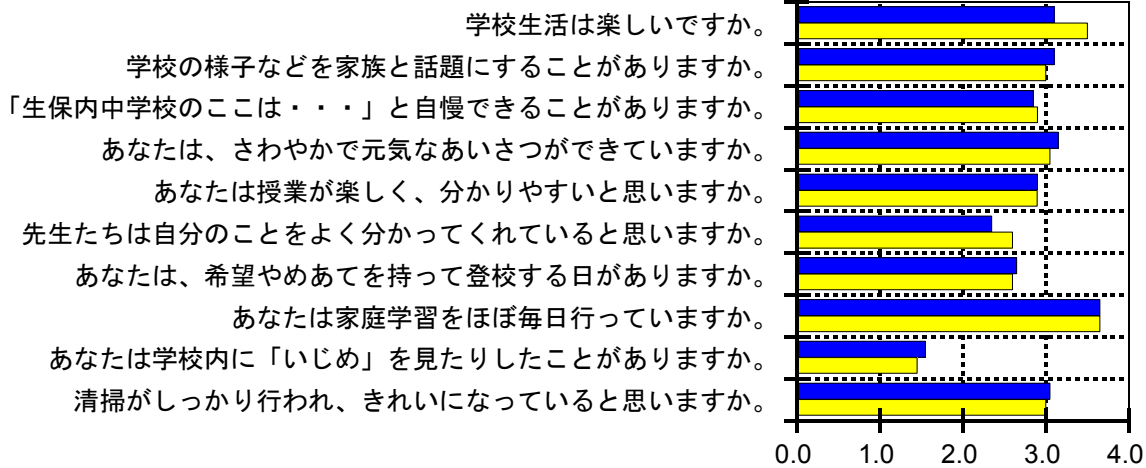 学校生活は楽しいですか。
学校の様子などを家族と話題にすることがありますか。
「生保内中学校のここは・・・」と自慢できることがありますか。
あなたは、さわやかで元気なあいさつができていますか。
あなたは授業が楽しく、分かりやすいと思いますか。
先生たちは自分のことをよく分かってくれていると思いますか。
あなたは、希望やめあてを持って登校する日がありますか。
あなたは家庭学習をほぼ毎日行っていますか。
あなたは学校内に「いじめ」を見たりしたことがありますか。
清掃がしっかり行われ、きれいになっていると思いますか。
0.0 1.0 2.0 3.0 4.0